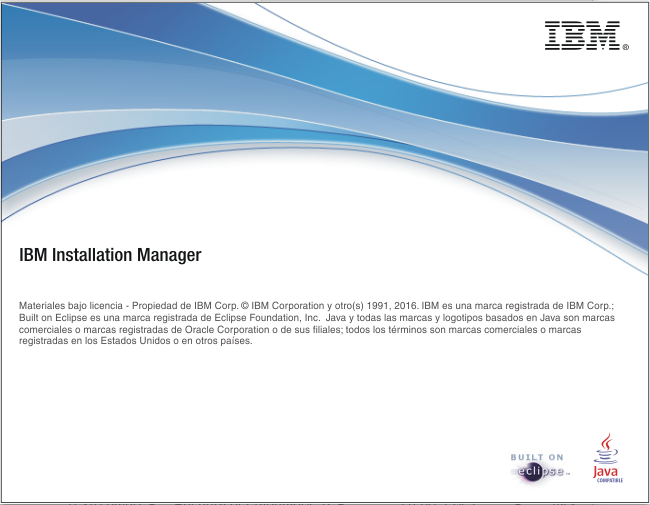 IBM®
IBM Installation Manager
Materiales bajo licencia - Propiedad de IBM Corp. © IBM Corporation y otro(s) 1991, 2016. IBM es una marca registrada de IBM Corp.;
Built on Eclipse es una marca registrada de Eclipse Foundation, Inc. Java y todas las marcas y logotipos basados en Java son marcas
comerciales o marcas registradas de Oracle Corporation o de sus filiales; todos los términos son marcas comerciales o marcas
registradas en los Estados Unidos o en otros países.
BUILT ON
eclipse™
Java
COMPATIBLE